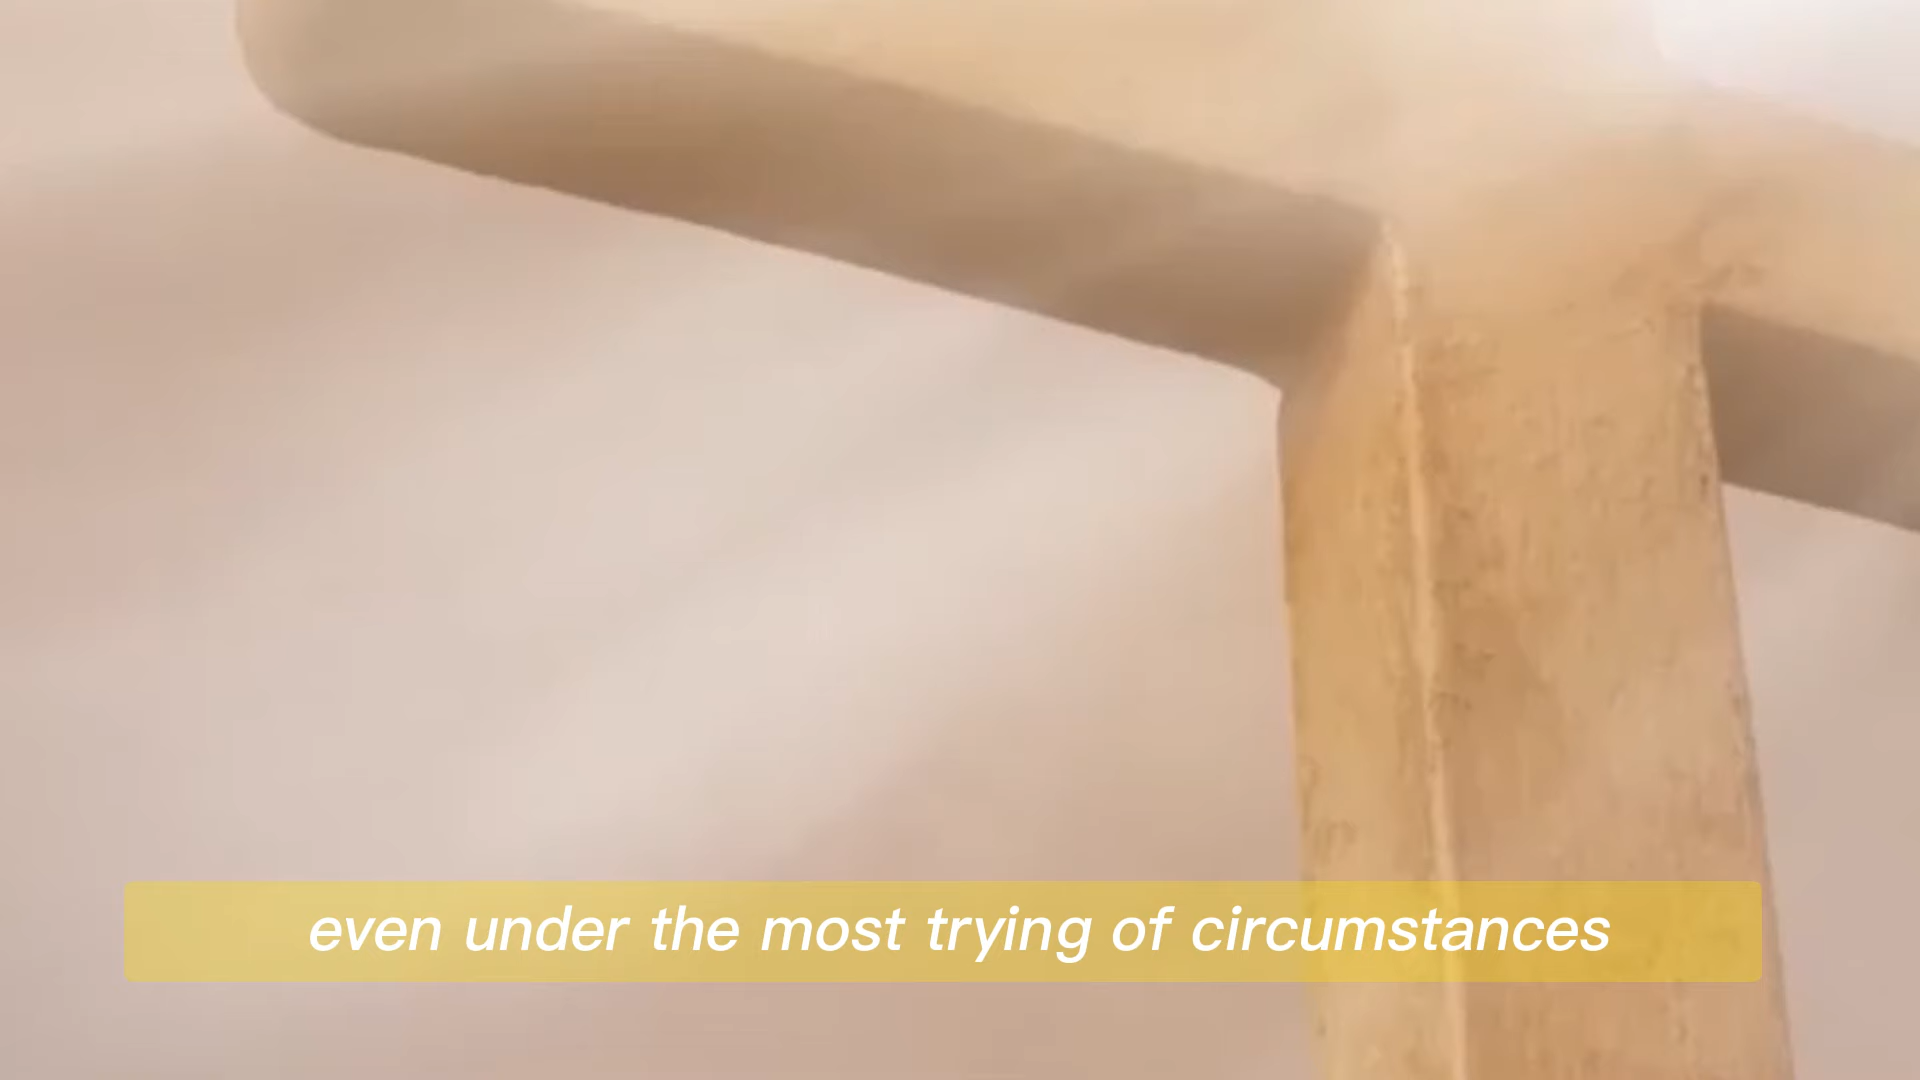 even under the most trying of circumstances